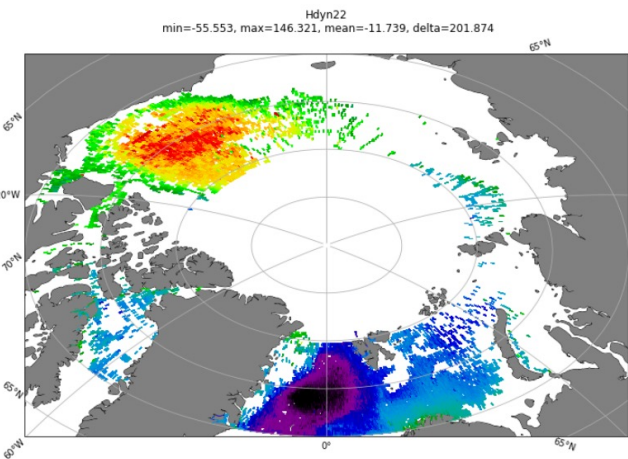 Hdyn22
min=-55.553, max=146.321, mean=-11.739, delta=201.874
65°N
65°N
0°W
70°N
65°N
60°W
0°
65°N